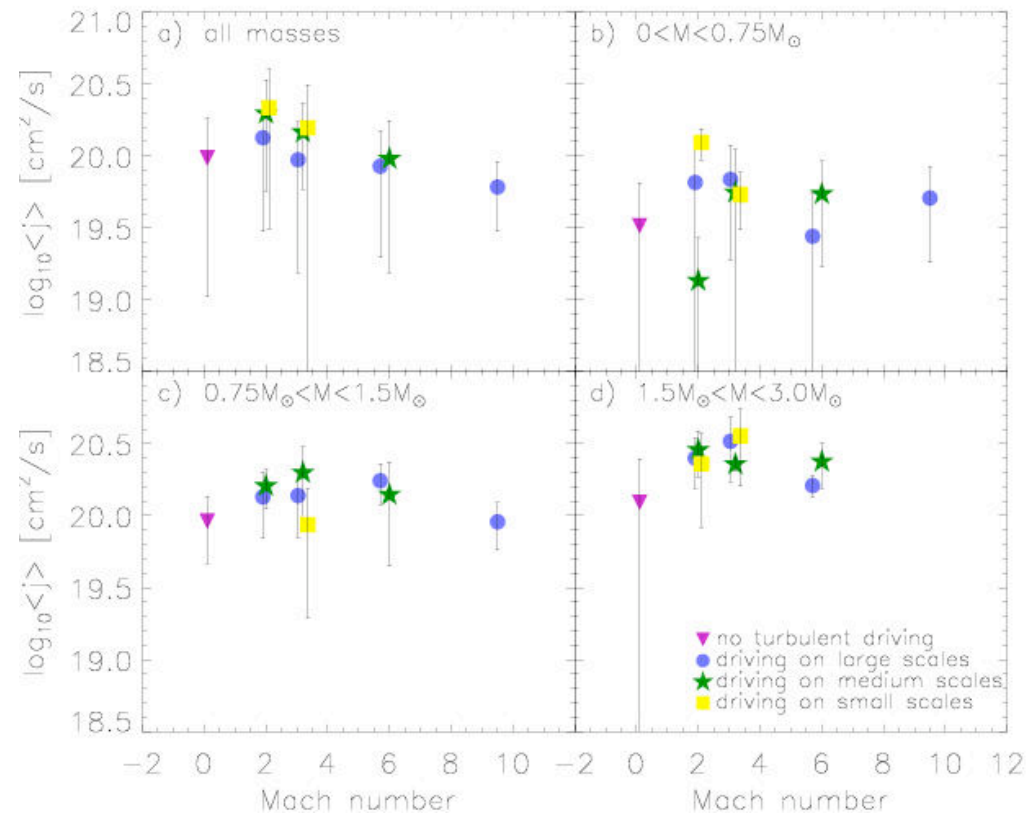 a) all masses
b) 0<M<0.75M⊙
21.0
20.5
20.0
19.5
19.0
18.5
log₁₀<j> [cm²/s]
c) 0.75M⊙<M<1.5M⊙
d) 1.5M⊙<M<3.0M⊙
20.5
20.0
19.5
19.0
18.5
log₁₀<j> [cm²/s]
no turbulent driving
driving on large scales
driving on medium scales
driving on small scales
−2 0 2 4 6 8 10 −2 0 2 4 6 8 10 12
Mach number Mach number